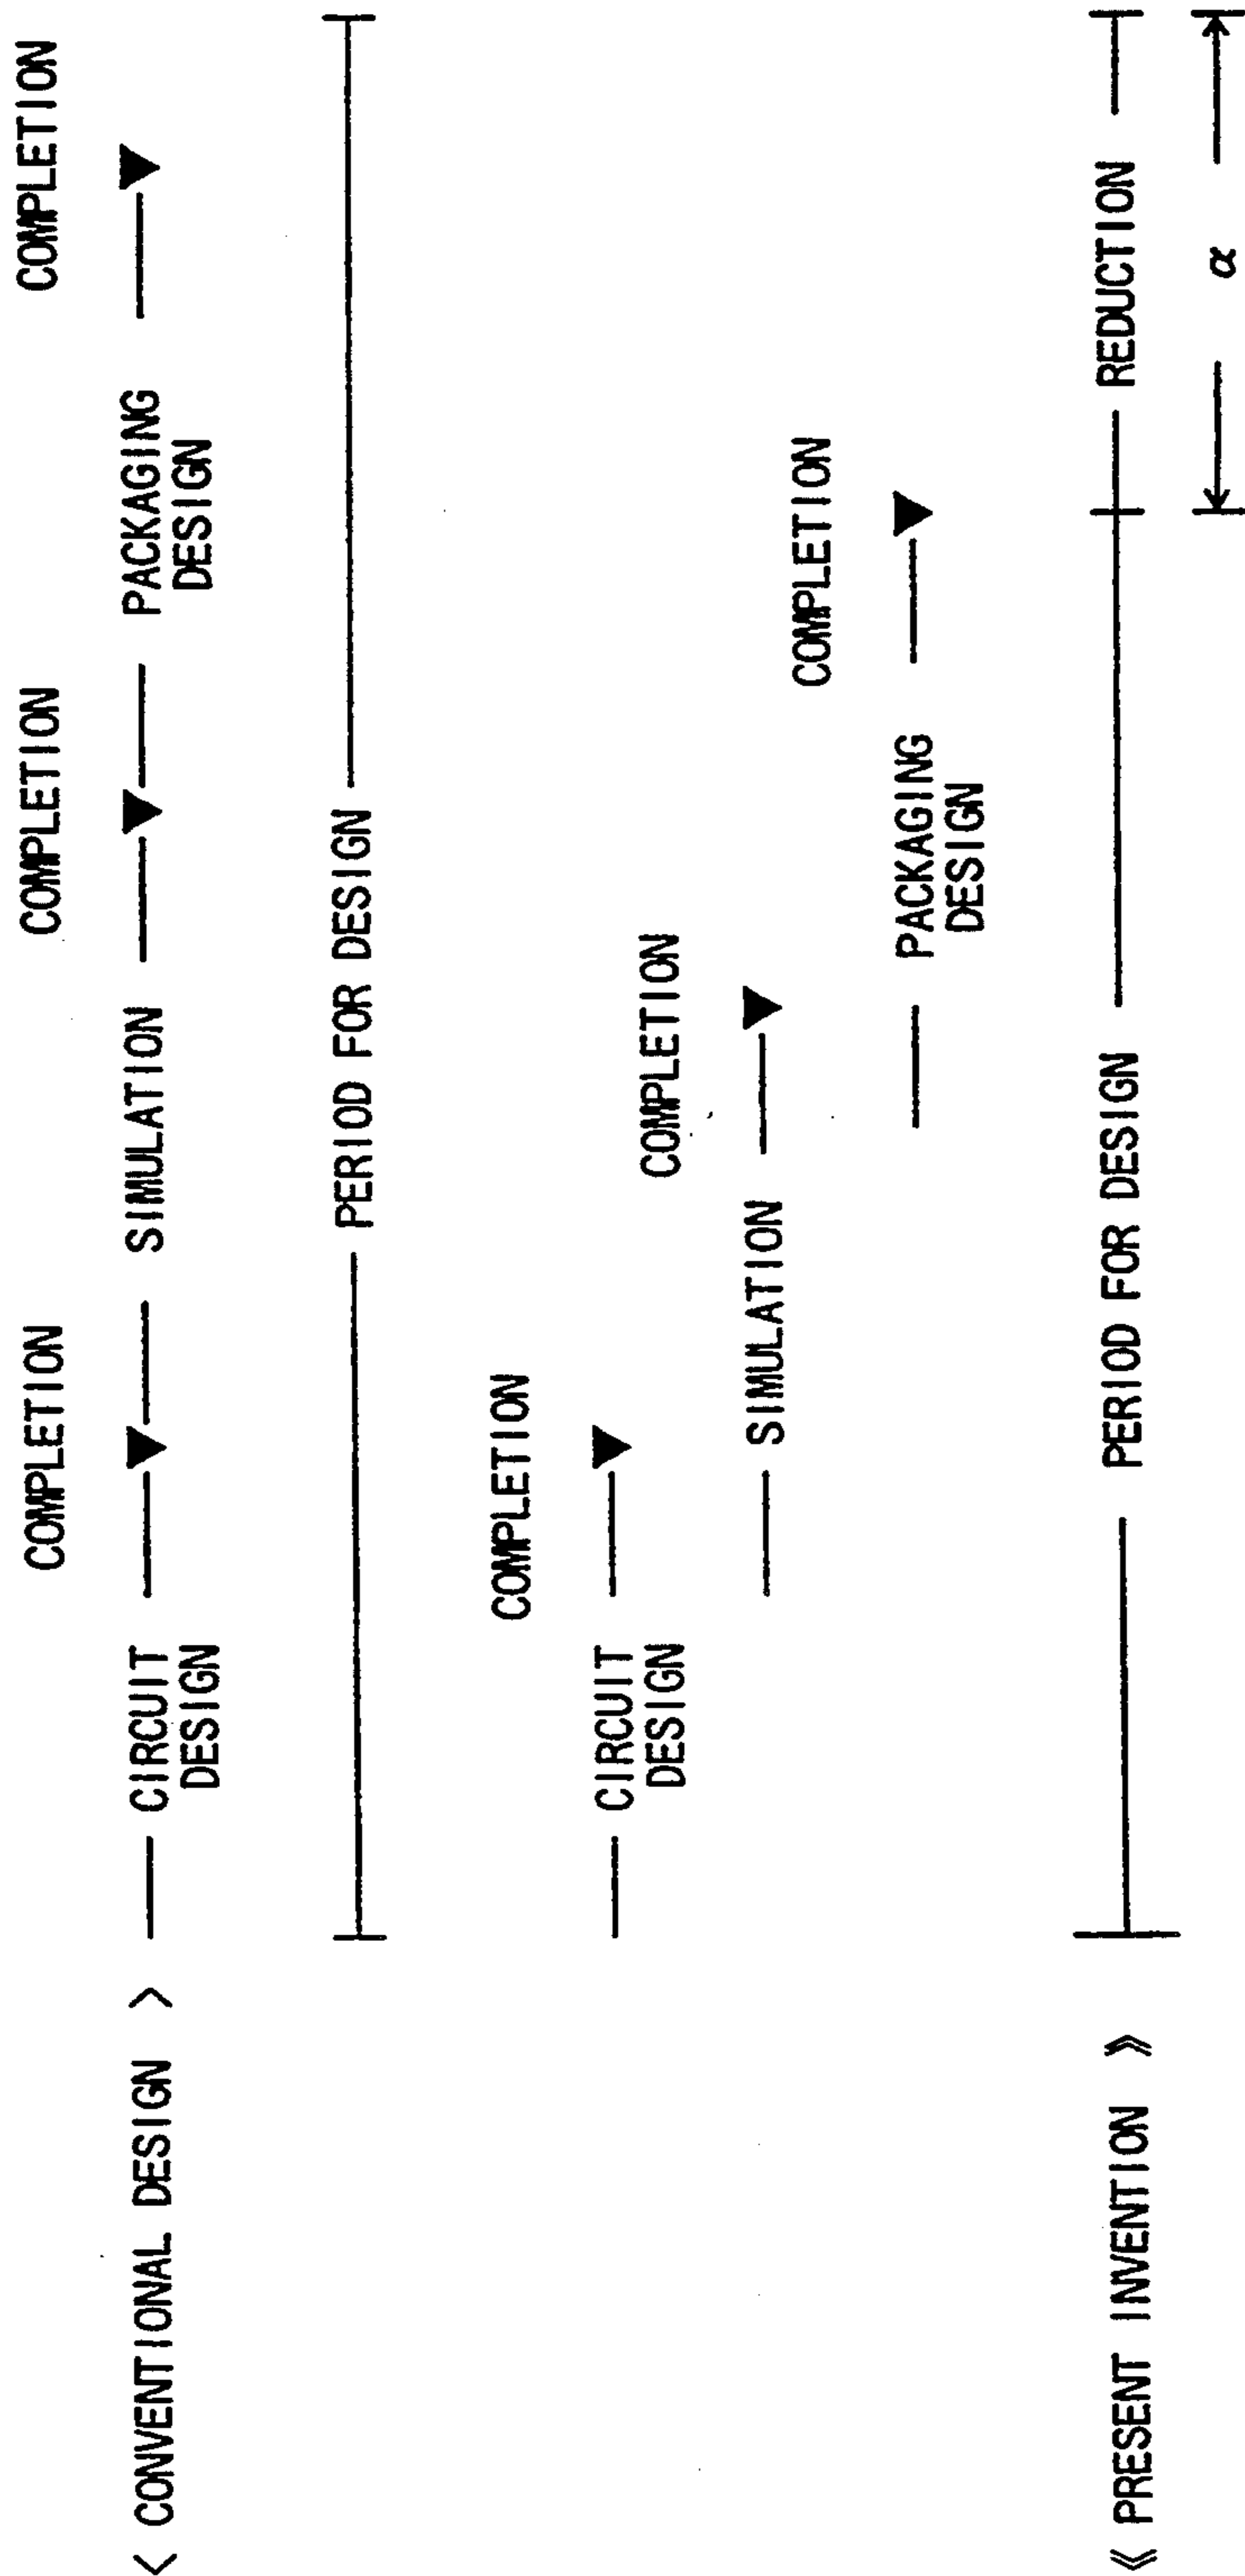 COMPLETION COMPLETION COMPLETION
< CONVENTIONAL DESIGN > CIRCUIT DESIGN SIMULATION PACKAGING DESIGN
PERIOD FOR DESIGN
COMPLETION
CIRCUIT
DESIGN
COMPLETION
SIMULATION
COMPLETION
PACKAGING
DESIGN
《 PRESENT INVENTION 》 PERIOD FOR DESIGN REDUCTION
α